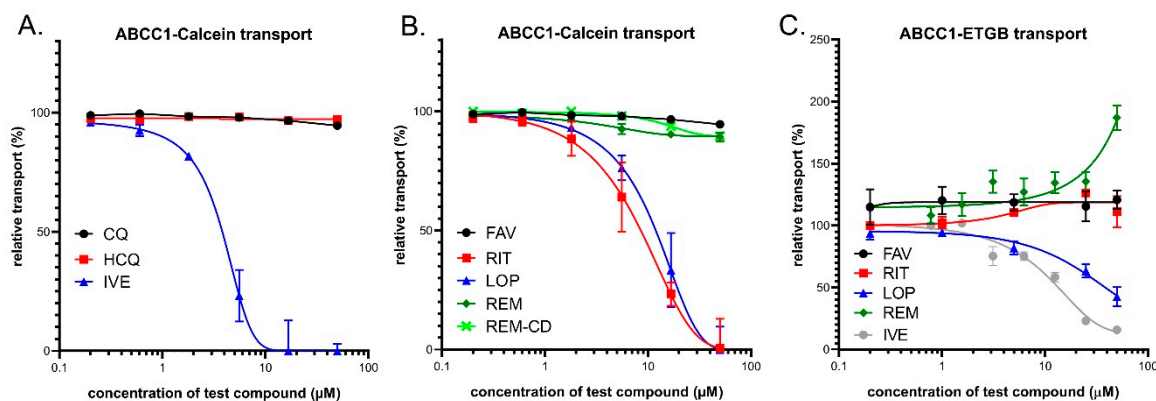 A.
ABCC1-Calcein transport
relative transport (%)
100
50
0
CQ
HCQ
IVE
0.1
1
10
100
concentration of test compound (µM)
B.
ABCC1-Calcein transport
relative transport (%)
100
50
0
FAV
RIT
LOP
REM
REM-CD
0.1
1
10
100
concentration of test compound (µM)
C.
ABCC1-ETGB transport
relative transport (%)
250
200
150
100
50
0
FAV
RIT
LOP
REM
IVE
0.1
1
10
100
concentration of test compound (µM)